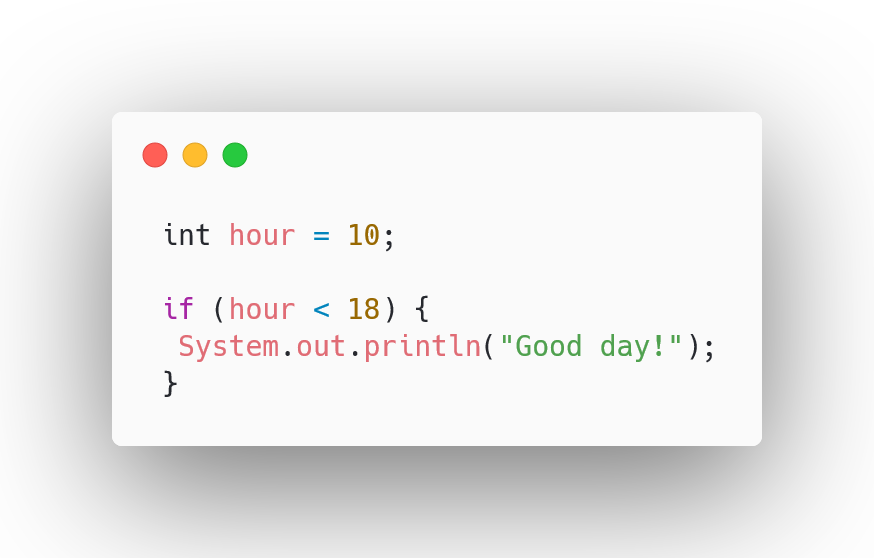 int hour = 10;

if (hour < 18) {
 System.out.println("Good day!");
}